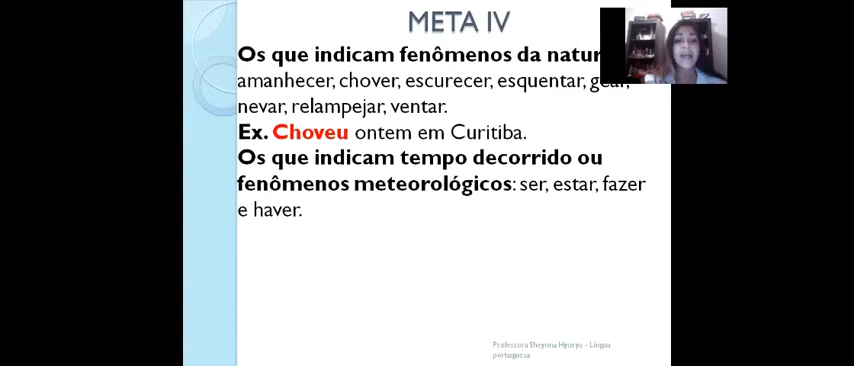 META IV
Os que indicam fenômenos da natur
amanhecer, chover, escurecer, esquentar, gear,
nevar, relampejar, ventar.
Ex. Choveu ontem em Curitiba.
Os que indicam tempo decorrido ou
fenômenos meteorológicos: ser, estar, fazer
e haver.
Professora Sheynna Hyurya - Língua
portuguesa